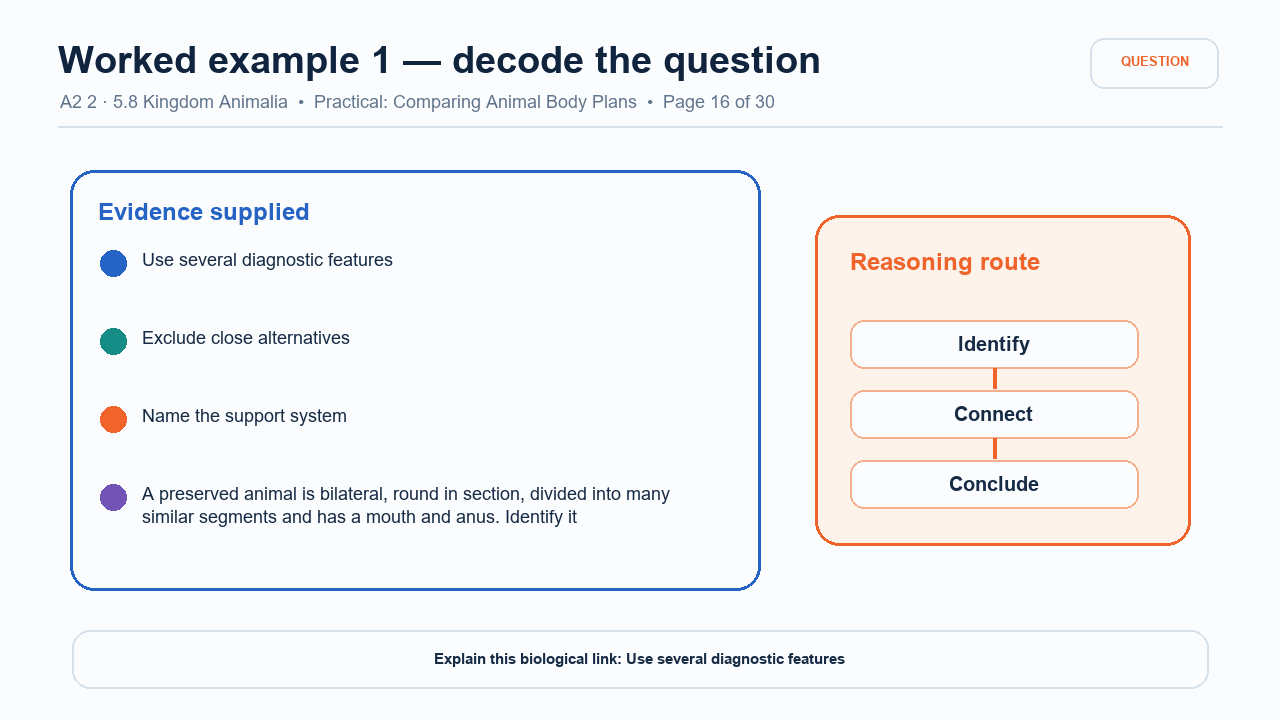 Worked example 1 — decode the question
QUESTION
A2 2 · 5.8 Kingdom Animalia • Practical: Comparing Animal Body Plans • Page 16 of 30
Evidence supplied
Use several diagnostic features
Exclude close alternatives
Name the support system
A preserved animal is bilateral, round in section, divided into many
similar segments and has a mouth and anus. Identify it
Reasoning route
Identify
Connect
Conclude
Explain this biological link: Use several diagnostic features